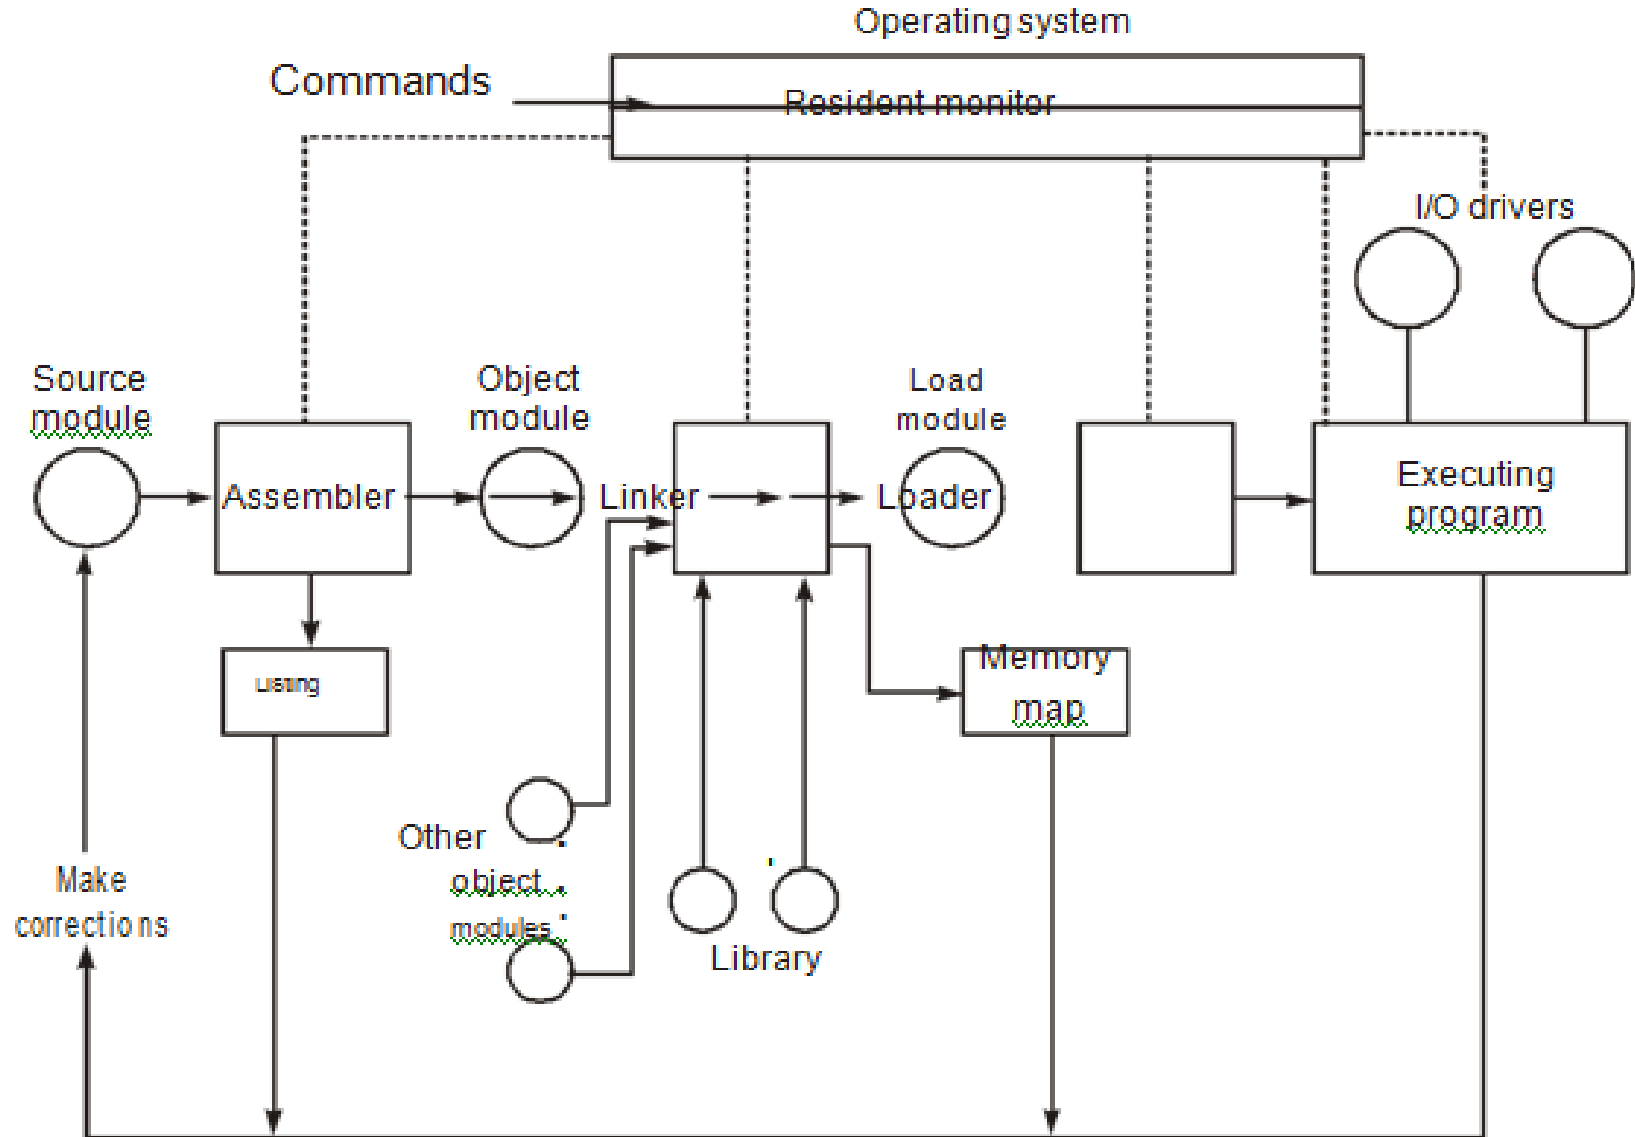 Operating system
Commands
Resident monitor
I/O drivers
Source
module
Object
module
Load
module
Assembler
Linker
Loader
Executing
program
Listing
Memory
map
Other
object
modules
Make
corrections
Library